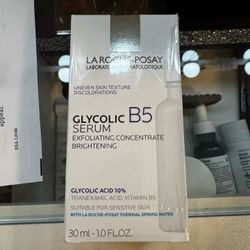 LA ROCHE-POSAY
LABORATOIRE DERMATOLOGIQUE
UNEVEN SKIN TEXTURE
DISCOLORATIONS
GLYCOLIC B5
SERUM
EXFOLIATING CONCENTRATE
BRIGHTENING
GLYCOLIC ACID 10%
TRANEXAMIC ACID, VITAMIN B5
SUITABLE FOR SENSITIVE SKIN
WITH LA ROCHE-POSAY THERMAL SPRING WATER
30 ml - 1.0 FL.OZ.
appeal.